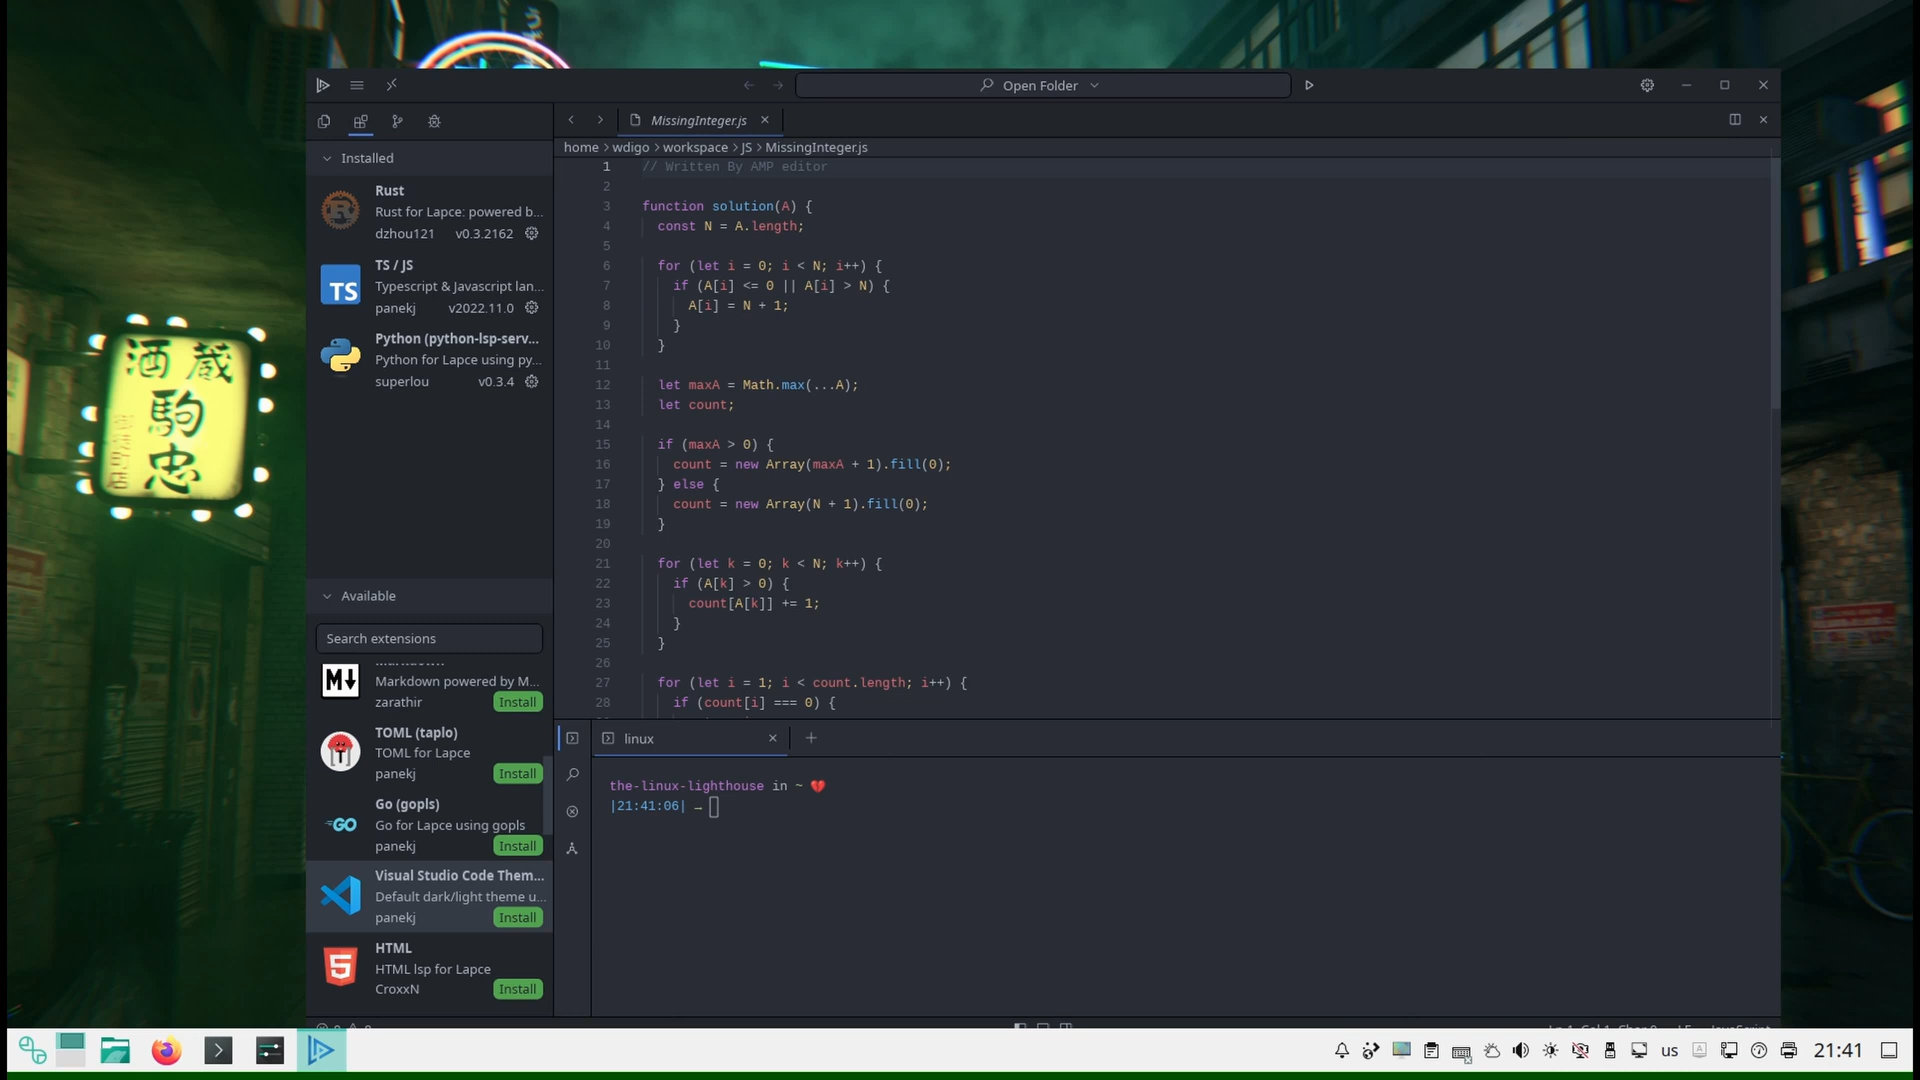 Open Folder
MissingInteger.js
home > wdigo > workspace > JS > MissingInteger.js
Installed
Rust
Rust for Lapce: powered b...
dzhou121 v0.3.2162
TS / JS
Typescript & Javascript lan...
panekj v2022.11.0
Python (python-lsp-serv...
Python for Lapce using py...
superlou v0.3.4
Available
Search extensions
Markdown
Markdown powered by M...
zarathir Install
TOML (taplo)
TOML for Lapce
panekj Install
Go (gopls)
Go for Lapce using gopls
panekj Install
Visual Studio Code Them...
Default dark/light theme u...
panekj Install
HTML
HTML lsp for Lapce
CroxxN Install
1 // Written By AMP editor
2
3 function solution(A) {
4 const N = A.length;
5
6 for (let i = 0; i < N; i++) {
7 if (A[i] <= 0 || A[i] > N) {
8 A[i] = N + 1;
9 }
10 }
11
12 let maxA = Math.max(...A);
13 let count;
14
15 if (maxA > 0) {
16 count = new Array(maxA + 1).fill(0);
17 } else {
18 count = new Array(N + 1).fill(0);
19 }
20
21 for (let k = 0; k < N; k++) {
22 if (A[k] > 0) {
23 count[A[k]] += 1;
24 }
25 }
26
27 for (let i = 1; i < count.length; i++) {
28 if (count[i] === 0) {
linux
the-linux-lighthouse in ~ 💔
|21:41:06| →
酒蔵
駒
忠
TS
M↓
GO
us
21:41